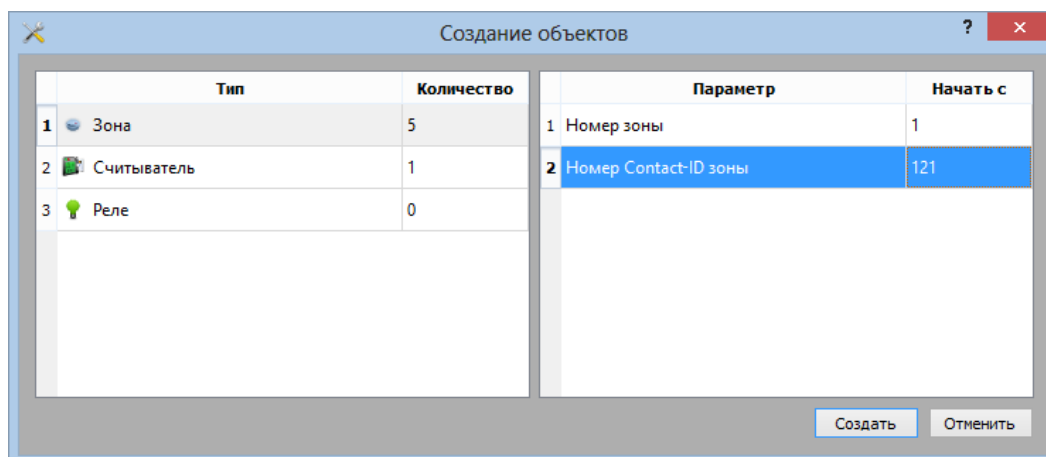 Создание объектов
? ×
Тип Количество Параметр Начать с
1 Зона 5 1 Номер зоны 1
2 Считыватель 1 2 Номер Contact-ID зоны 121
3 Реле 0
Создать Отменить